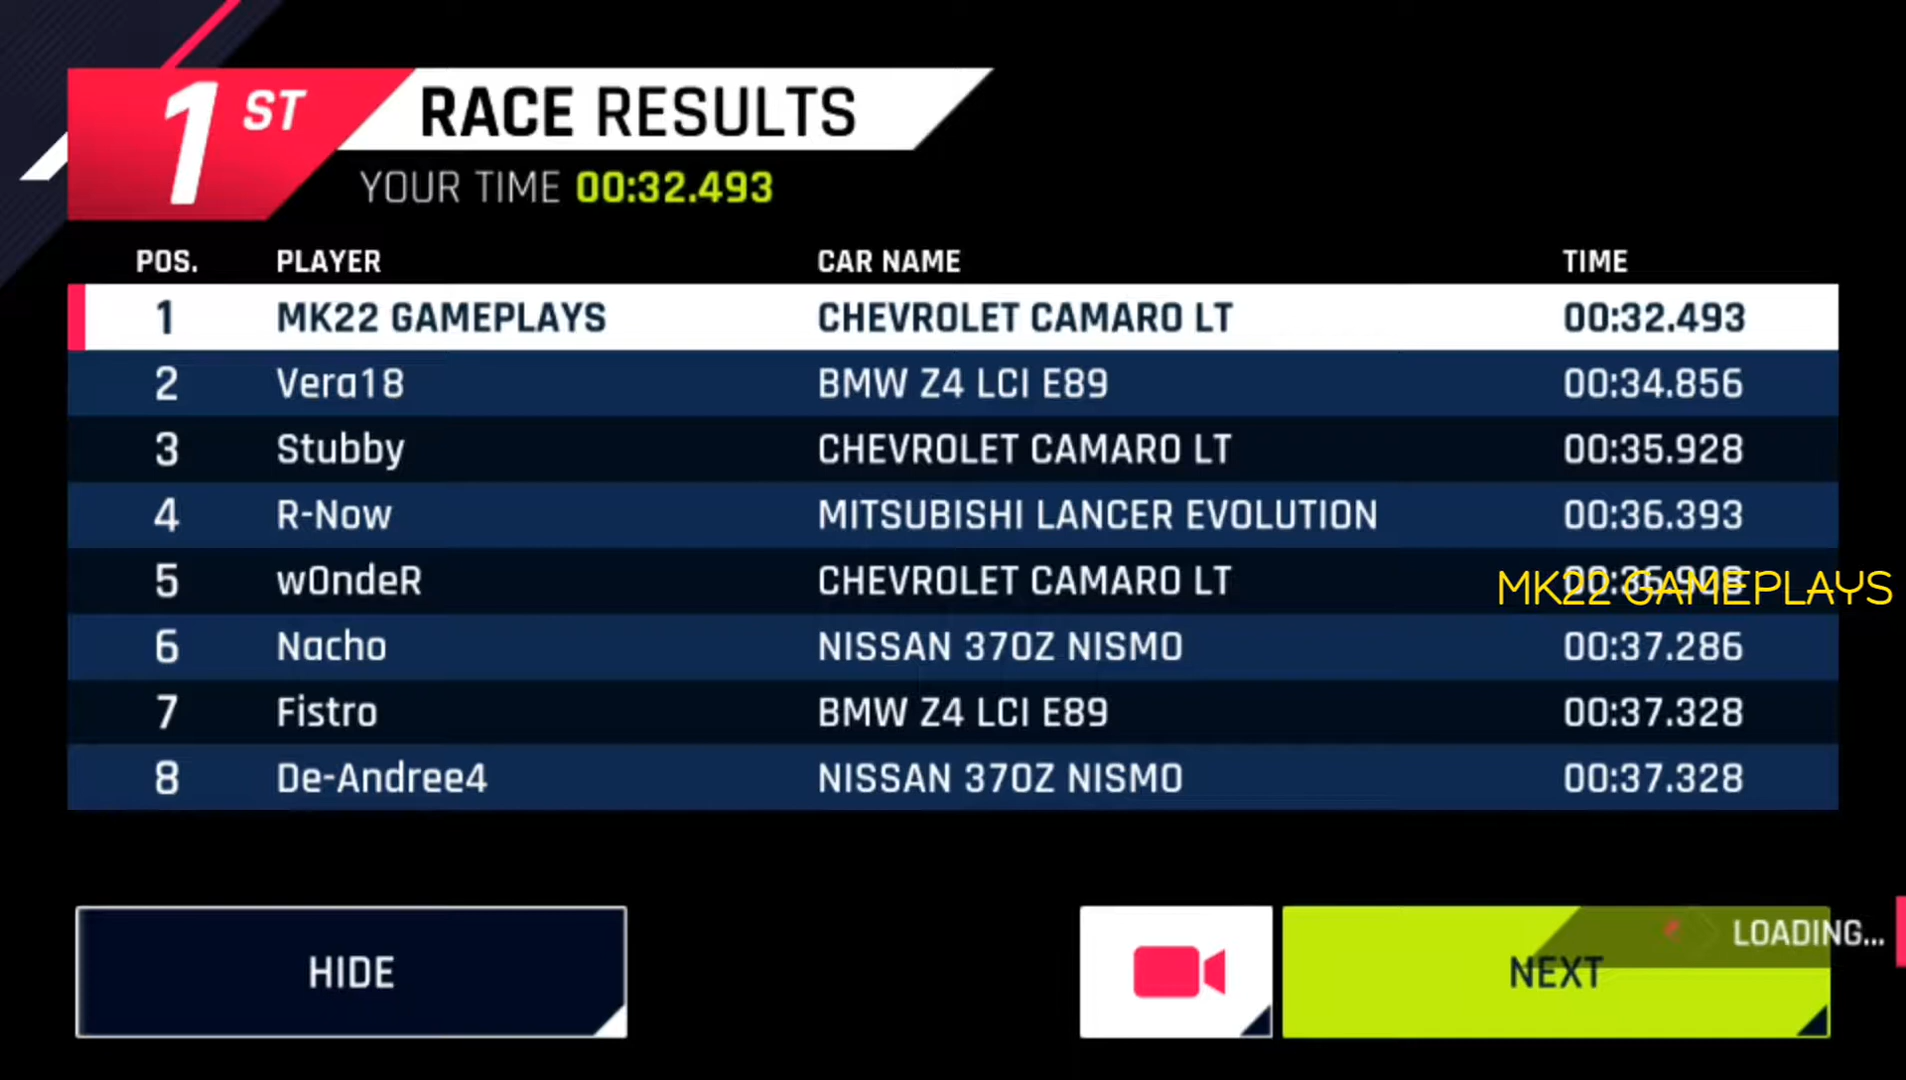 1ST RACE RESULTS
YOUR TIME 00:32.493
POS. PLAYER CAR NAME TIME
1 MK22 GAMEPLAYS CHEVROLET CAMARO LT 00:32.493
2 Vera18 BMW Z4 LCI E89 00:34.856
3 Stubby CHEVROLET CAMARO LT 00:35.928
4 R-Now MITSUBISHI LANCER EVOLUTION 00:36.393
5 w0ndeR CHEVROLET CAMARO LT
MK22 GAMEPLAYS
6 Nacho NISSAN 370Z NISMO 00:37.286
7 Fistro BMW Z4 LCI E89 00:37.328
8 De-Andree4 NISSAN 370Z NISMO 00:37.328
LOADING...
HIDE NEXT